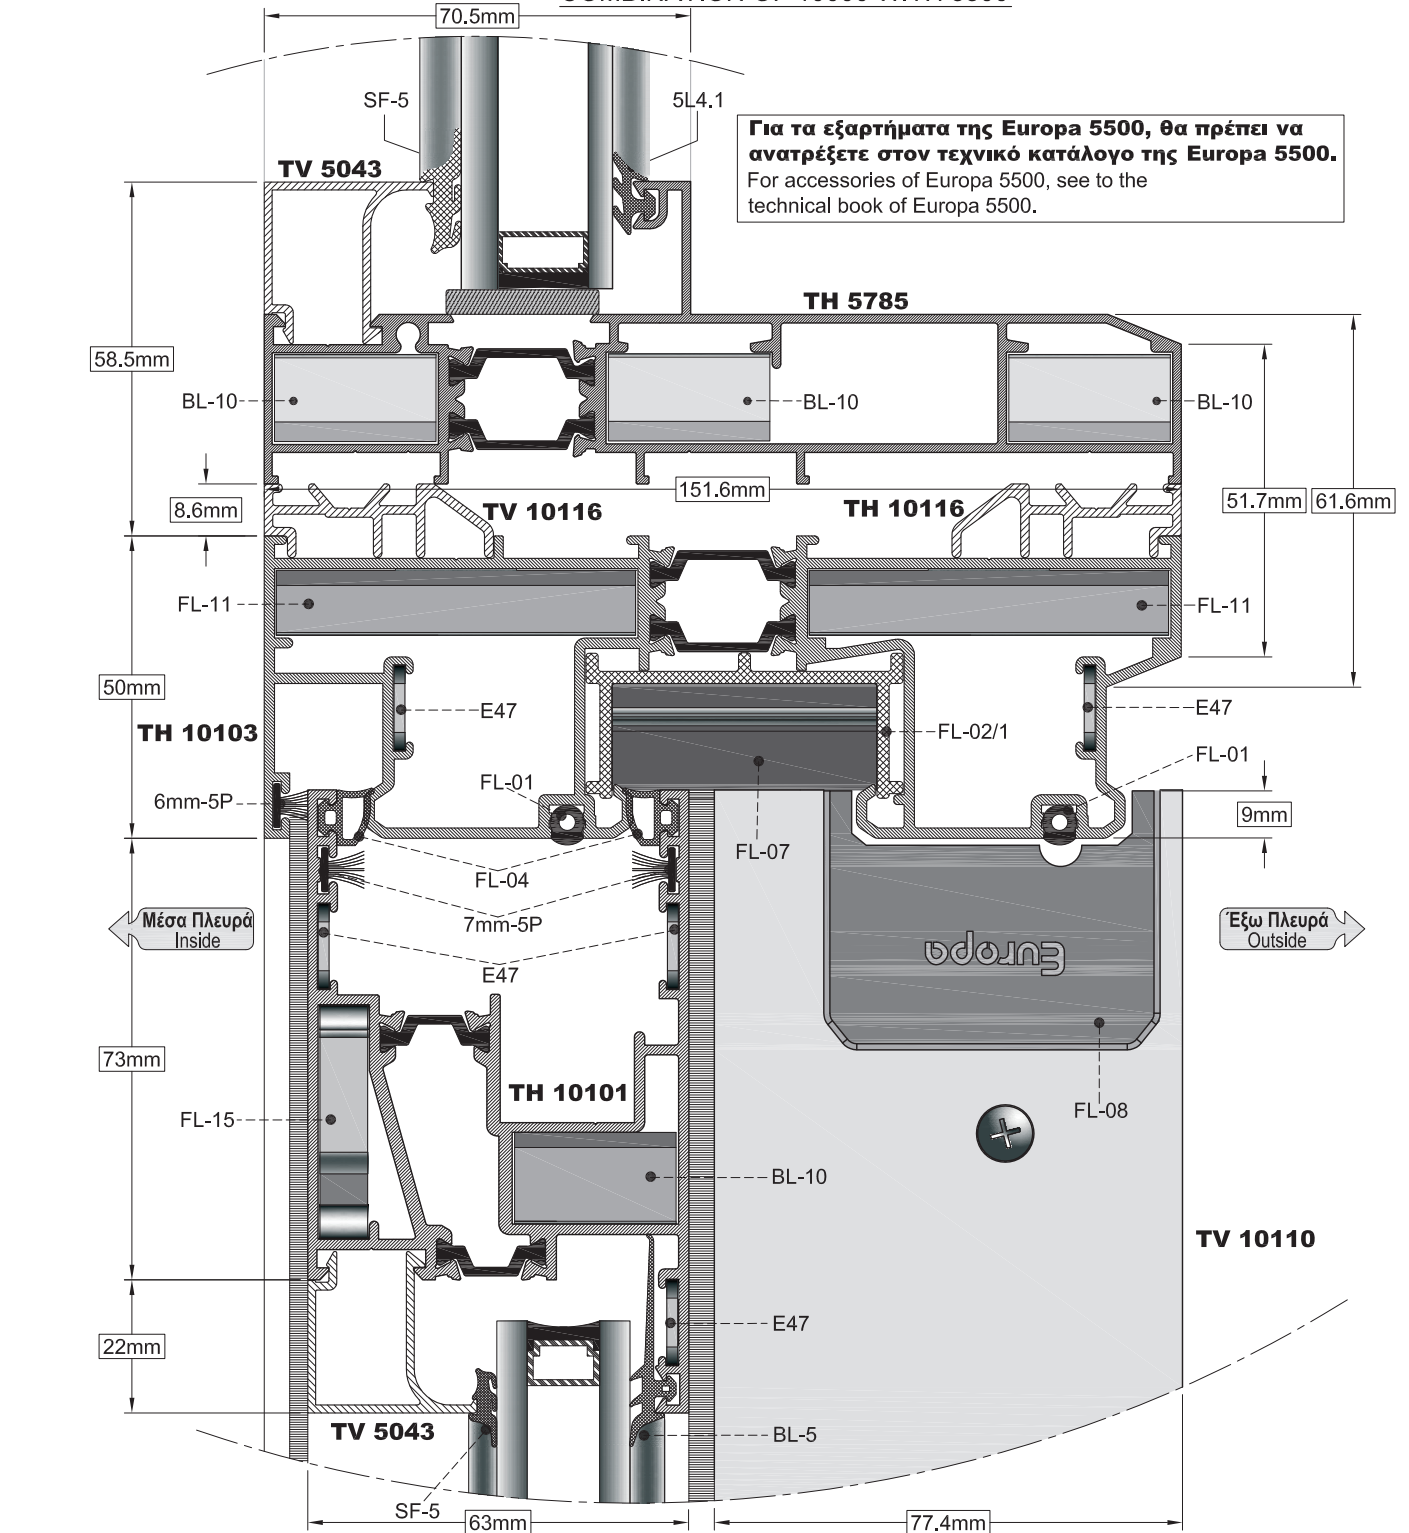 70.5mm
SF-5
5L4.1
Για τα εξαρτήματα της Europa 5500, θα πρέπει να
ανατρέξετε στον τεχνικό κατάλογο της Europa 5500.
For accessories of Europa 5500, see to the
technical book of Europa 5500.
TV 5043
TH 5785
58.5mm
BL-10
BL-10
BL-10
8.6mm
151.6mm
51.7mm
61.6mm
TV 10116
TH 10116
FL-11
FL-11
50mm
E47
E47
TH 10103
FL-02/1
FL-01
FL-01
6mm-5P
9mm
FL-07
FL-04
7mm-5P
Μέσα Πλευρά
Inside
Έξω Πλευρά
Outside
Europa
E47
73mm
TH 10101
FL-15
FL-08
BL-10
TV 10110
E47
22mm
TV 5043
BL-5
SF-5
63mm
77.4mm